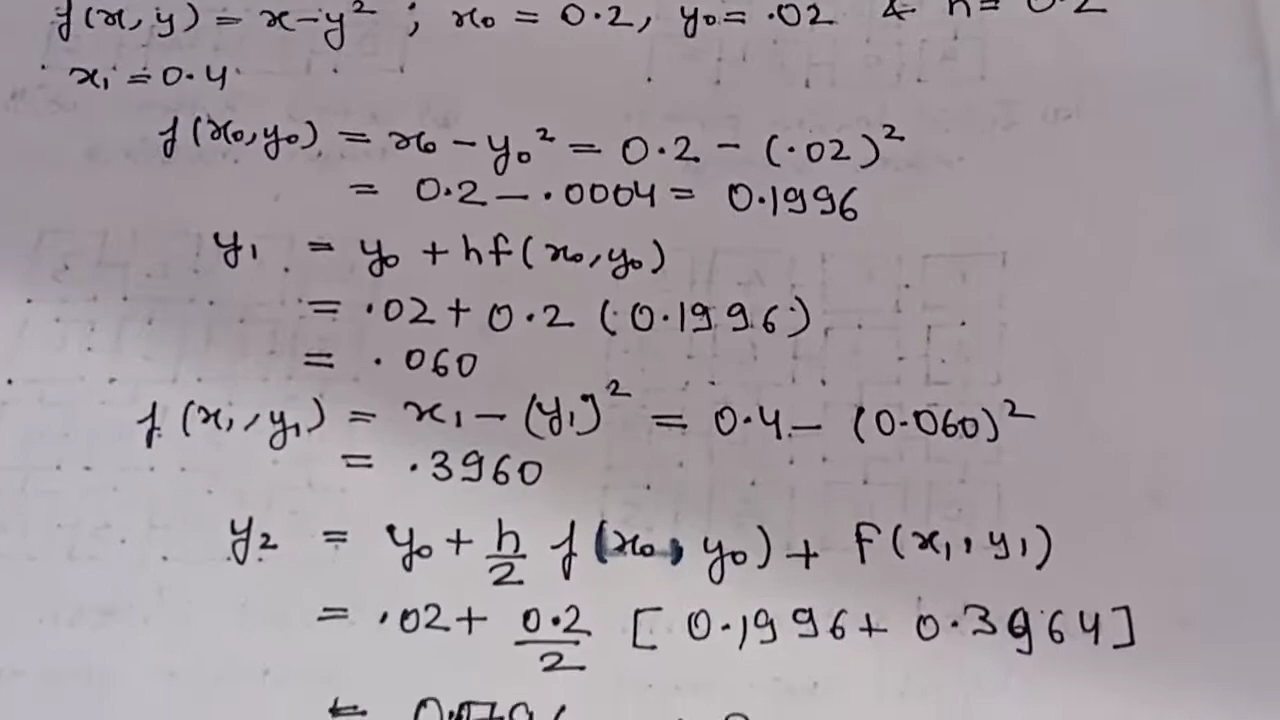 f(x,y) = x-y² ; x₀ = 0.2, y₀ = .02 & h = 0.2
x₁ = 0.4
f(x₀,y₀) = x₀ - y₀² = 0.2 - (.02)²
= 0.2 - .0004 = 0.1996
y₁ = y₀ + hf(x₀,y₀)
= .02 + 0.2 (0.1996)
= .060
f(x₁,y₁) = x₁ - (y₁)² = 0.4 - (0.060)²
= .3960
y₂ = y₀ + h/2 f(x₀, y₀) + F(x₁,y₁)
= .02 + 0.2/2 [0.1996 + 0.3964]